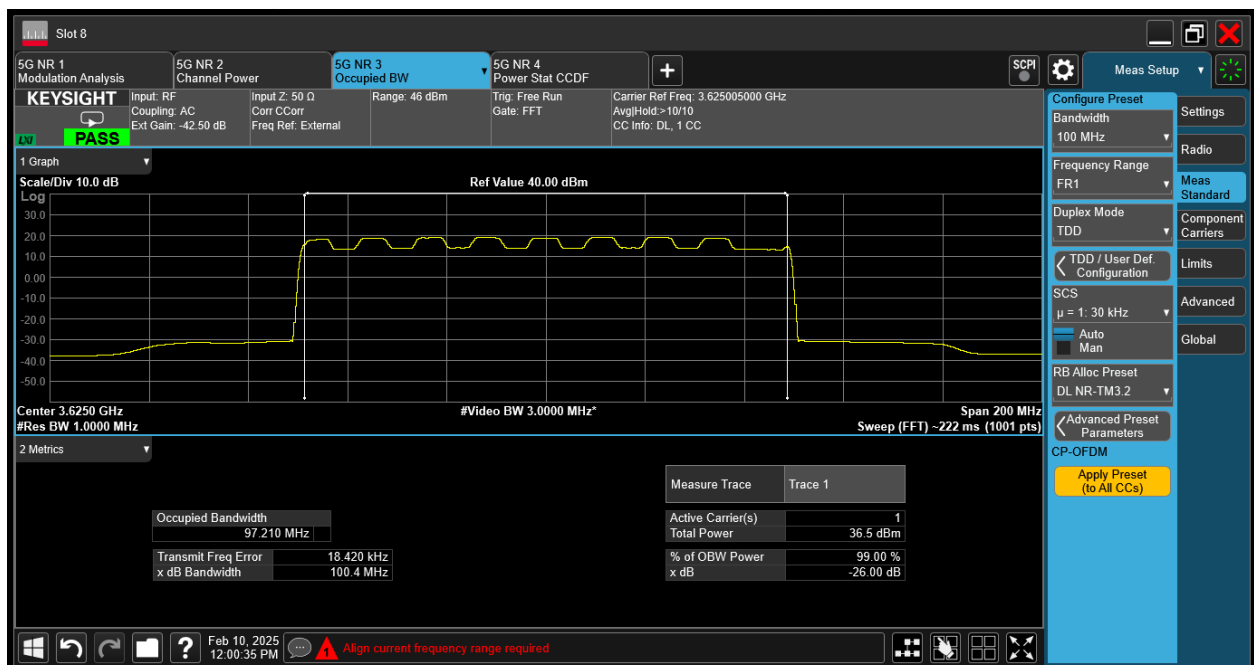 Slot 8
5G NR 1
Modulation Analysis
5G NR 2
Channel Power
5G NR 3
Occupied BW
5G NR 4
Power Stat CCDF
SCPI
Meas Setup
KEYSIGHT
LXI
PASS
Input: RF
Coupling: AC
Ext Gain: -42.50 dB
Input Z: 50 Ω
Corr CCorr
Freq Ref: External
Range: 46 dBm
Trig: Free Run
Gate: FFT
Carrier Ref Freq: 3.625005000 GHz
Avg|Hold:>10/10
CC Info: DL, 1 CC
1 Graph
Scale/Div 10.0 dB
Ref Value 40.00 dBm
Log
30.0
20.0
10.0
0.00
-10.0
-20.0
-30.0
-40.0
-50.0
Center 3.6250 GHz
#Video BW 3.0000 MHz*
Span 200 MHz
#Res BW 1.0000 MHz
Sweep (FFT) ~222 ms (1001 pts)
2 Metrics
Measure Trace Trace 1
Occupied Bandwidth
97.210 MHz
Transmit Freq Error 18.420 kHz
x dB Bandwidth 100.4 MHz
Active Carrier(s) 1
Total Power 36.5 dBm
% of OBW Power 99.00 %
x dB -26.00 dB
Configure Preset
Bandwidth
100 MHz
Frequency Range
FR1
Duplex Mode
TDD
TDD / User Def.
Configuration
SCS
µ = 1: 30 kHz
Auto
Man
RB Alloc Preset
DL NR-TM3.2
Advanced Preset
Parameters
CP-OFDM
Apply Preset
(to All CCs)
Settings
Radio
Meas
Standard
Component
Carriers
Limits
Advanced
Global
?
Feb 10, 2025
12:00:35 PM
1
Align current frequency range required